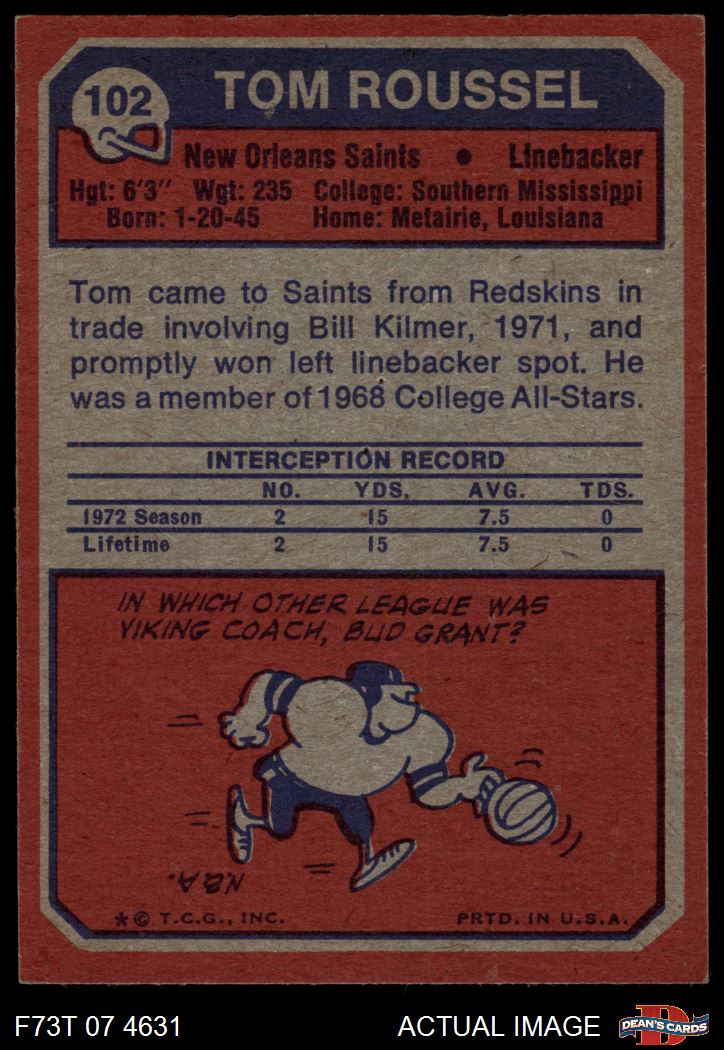 102
TOM ROUSSEL
New Orleans Saints • Linebacker
Hgt: 6'3" Wgt: 235 College: Southern Mississippi
Born: 1-20-45 Home: Metairie, Louisiana
Tom came to Saints from Redskins in
trade involving Bill Kilmer, 1971, and
promptly won left linebacker spot. He
was a member of 1968 College All-Stars.
INTERCEPTION RECORD
NO. YDS. AVG. TDS.
1972 Season 2 15 7.5 0
Lifetime 2 15 7.5 0
IN WHICH OTHER LEAGUE WAS
VIKING COACH, BUD GRANT?
N.B.A.
* © T.C.G., INC. PRTD. IN U.S.A.
F73T 07 4631 ACTUAL IMAGE
D
DEAN'S CARDS